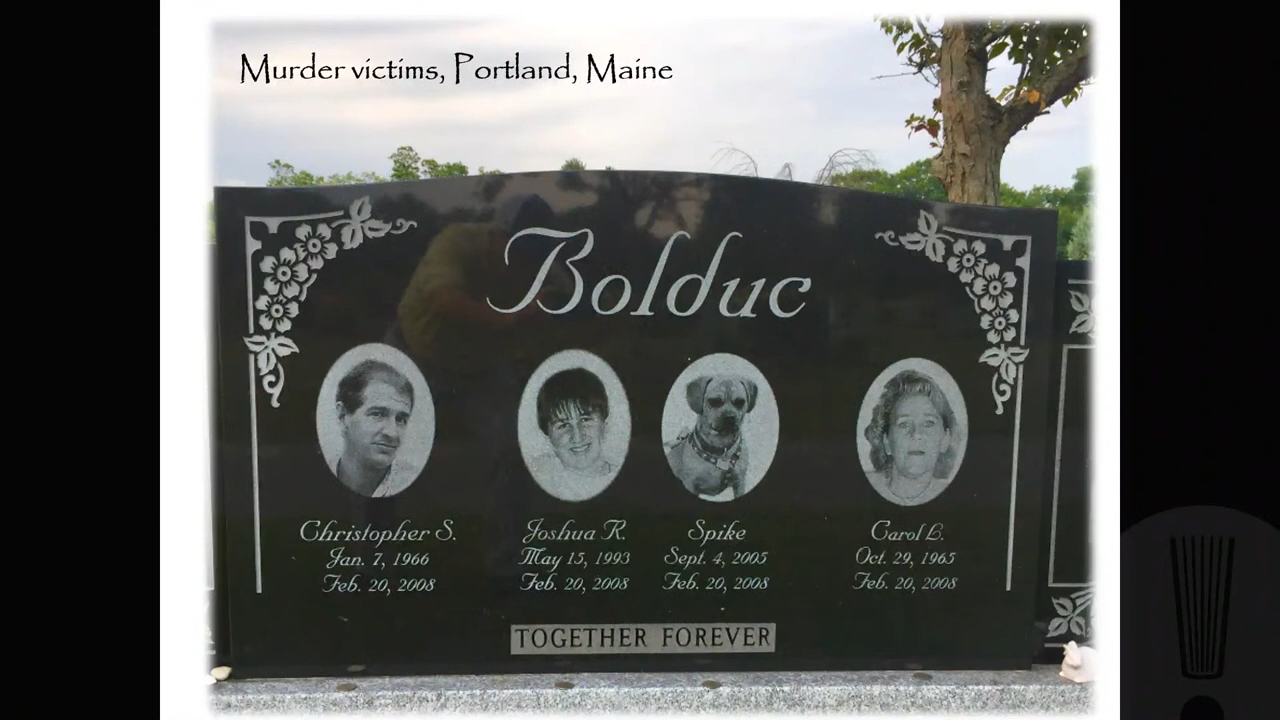 Murder victims, Portland, Maine
Bolduc
Christopher S.
Jan. 7, 1966
Feb. 20, 2008
Joshua R.
May 15, 1993
Feb. 20, 2008
Spike
Sept. 4, 2005
Feb. 20, 2008
Carol L.
Oct. 29, 1965
Feb. 20, 2008
TOGETHER FOREVER